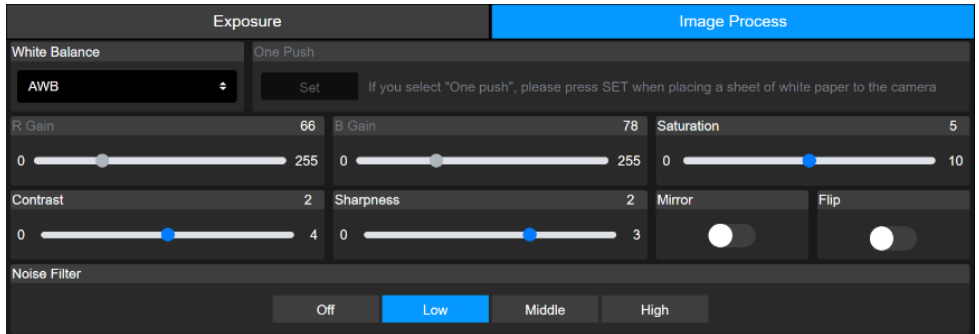 Exposure Image Process
White Balance One Push
AWB Set If you select "One push", please press SET when placing a sheet of white paper to the camera
R Gain 66 B Gain 78 Saturation 5
0 255 0 255 0 10
Contrast 2 Sharpness 2 Mirror Flip
0 4 0 3
Noise Filter
Off Low Middle High